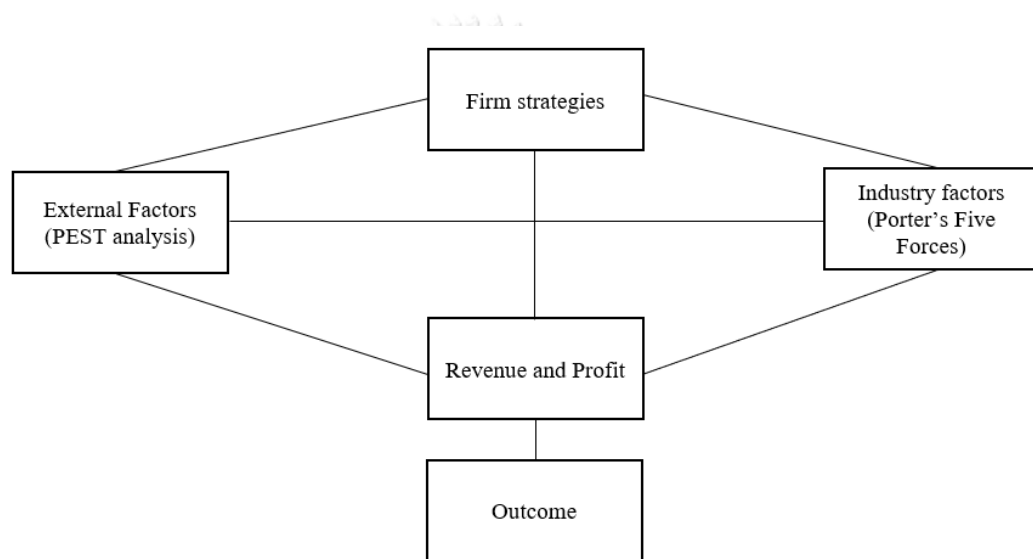 Firm strategies
External Factors
(PEST analysis)
Industry factors
(Porter's Five
Forces)
Revenue and Profit
Outcome